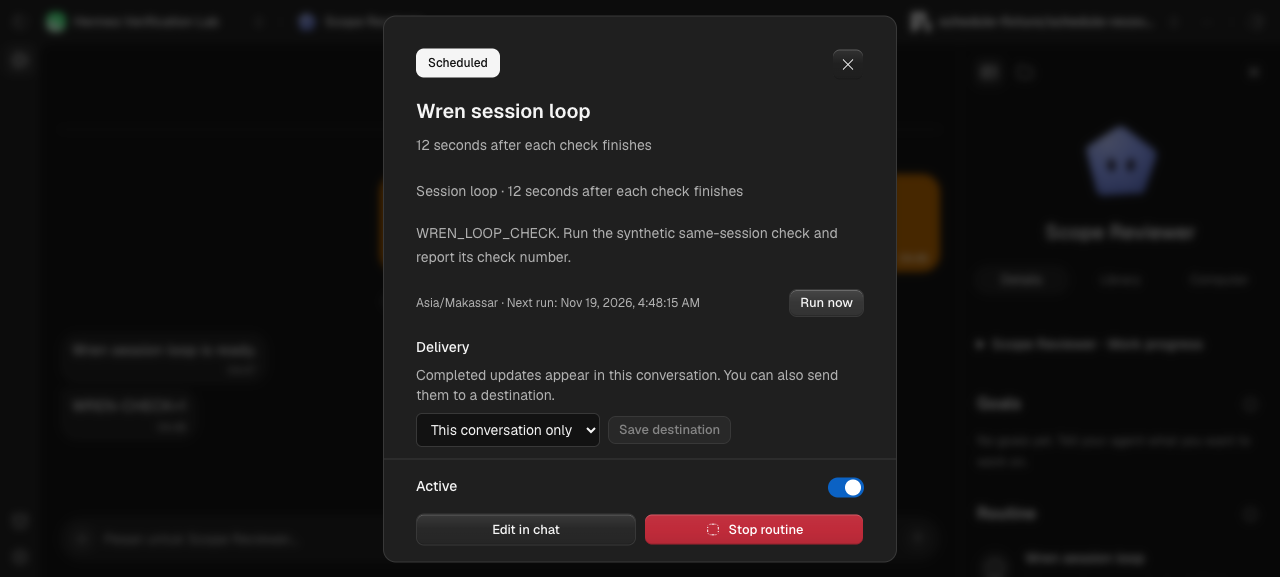 Scheduled
Wren session loop
12 seconds after each check finishes
Session loop · 12 seconds after each check finishes
WREN_LOOP_CHECK. Run the synthetic same-session check and
report its check number.
Asia/Makassar · Next run: Nov 19, 2026, 4:48:15 AM
Run now
Delivery
Completed updates appear in this conversation. You can also send
them to a destination.
This conversation only
Save destination
Active
Edit in chat
Stop routine
Scope Reviewer
Goals
Routine
Wren session loop